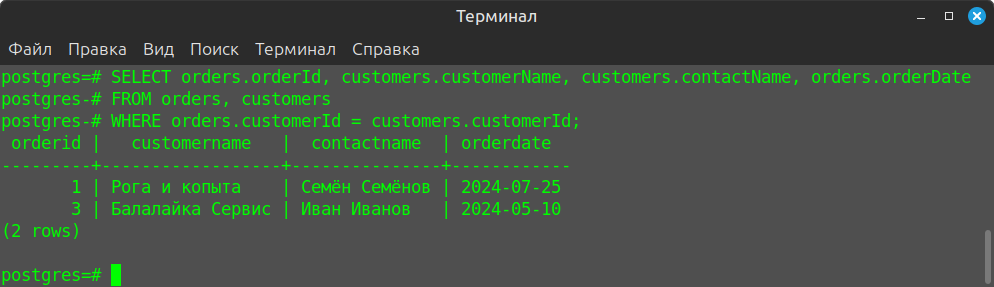 Терминал
Файл Правка Вид Поиск Терминал Справка
postgres=# SELECT orders.orderId, customers.customerName, customers.contactName, orders.orderDate
postgres-# FROM orders, customers
postgres-# WHERE orders.customerId = customers.customerId;
 orderid |   customername   |  contactname  | orderdate
---------+------------------+---------------+------------
       1 | Рога и копыта    | Семён Семёнов | 2024-07-25
       3 | Балалайка Сервис | Иван Иванов   | 2024-05-10
(2 rows)
postgres=#